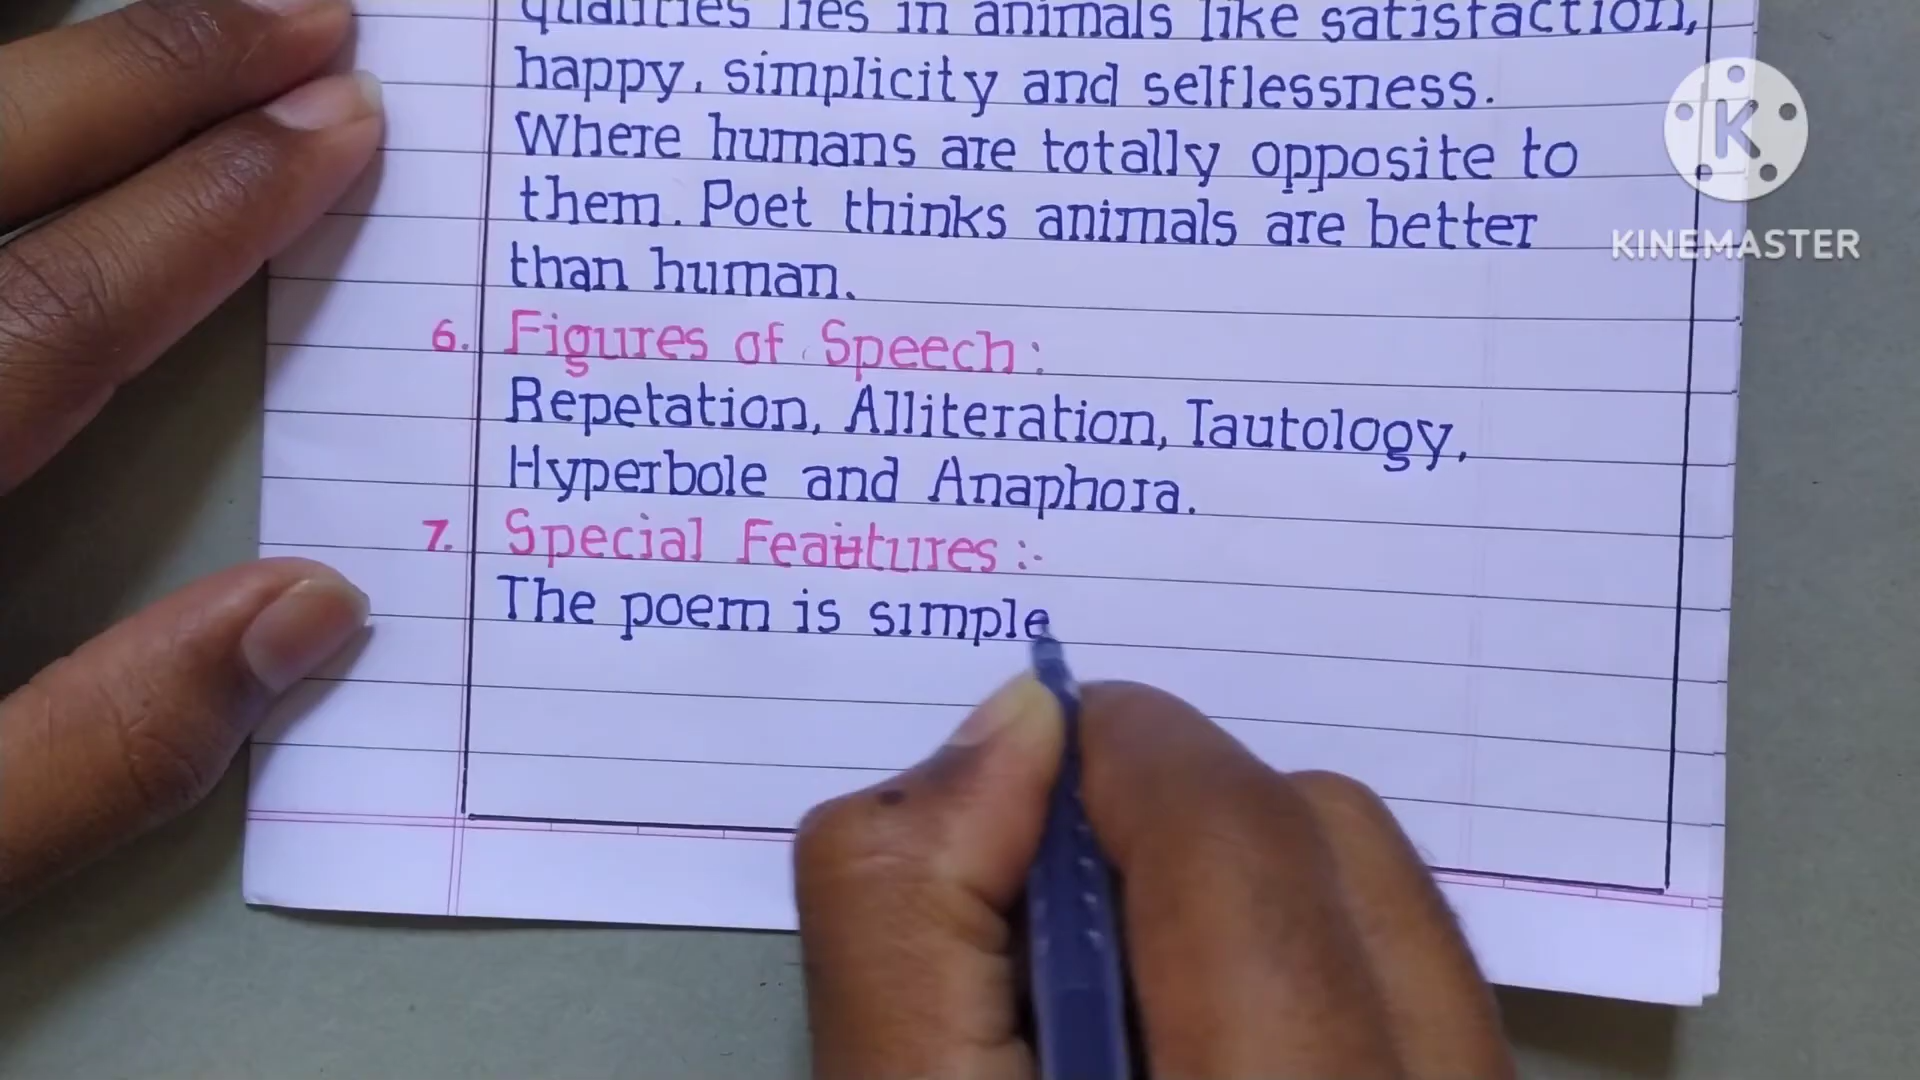 qualities lies in animals like satisfaction,
happy, simplicity and selflessness.
Where humans are totally opposite to
them. Poet thinks animals are better
than human.
6. Figures of Speech:
Repetation, Alliteration, Tautology,
Hyperbole and Anaphora.
7. Special Features :-
The poem is simple
K
KINEMASTER